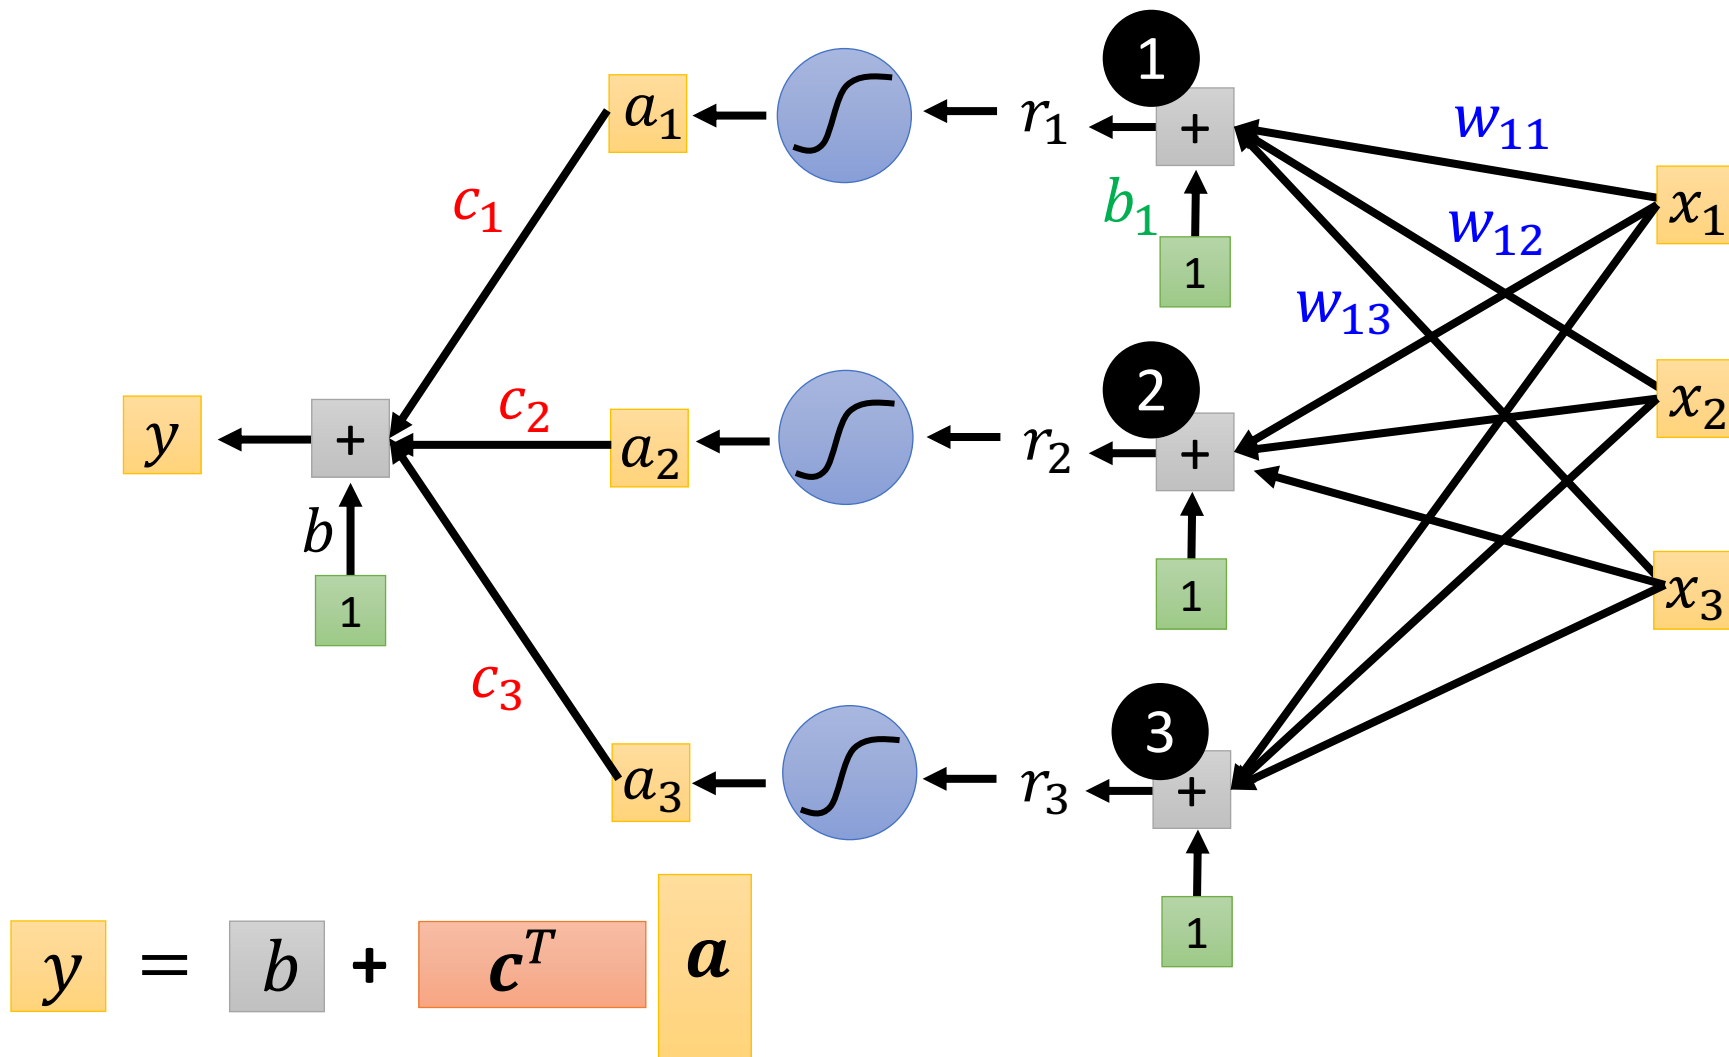 1
a₁ r₁ + w₁₁
c₁ b₁ x₁
1 w₁₂
w₁₃
2
y + c₂ a₂ r₂ + x₂
b
1 1 x₃
c₃
3
a₃ r₃ +
1
y = b + cᵀ a